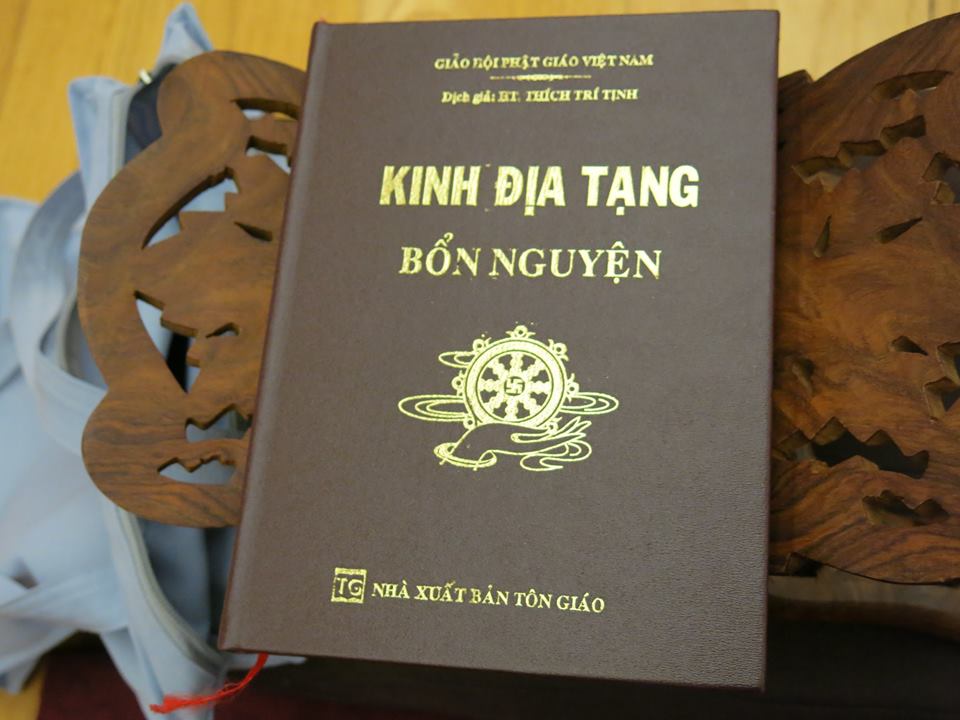 GIÁO HỘI PHẬT GIÁO VIỆT NAM
Dịch giả: HT. THÍCH TRÍ TỊNH
KINH ĐỊA TẠNG
BỔN NGUYỆN
TG NHÀ XUẤT BẢN TÔN GIÁO